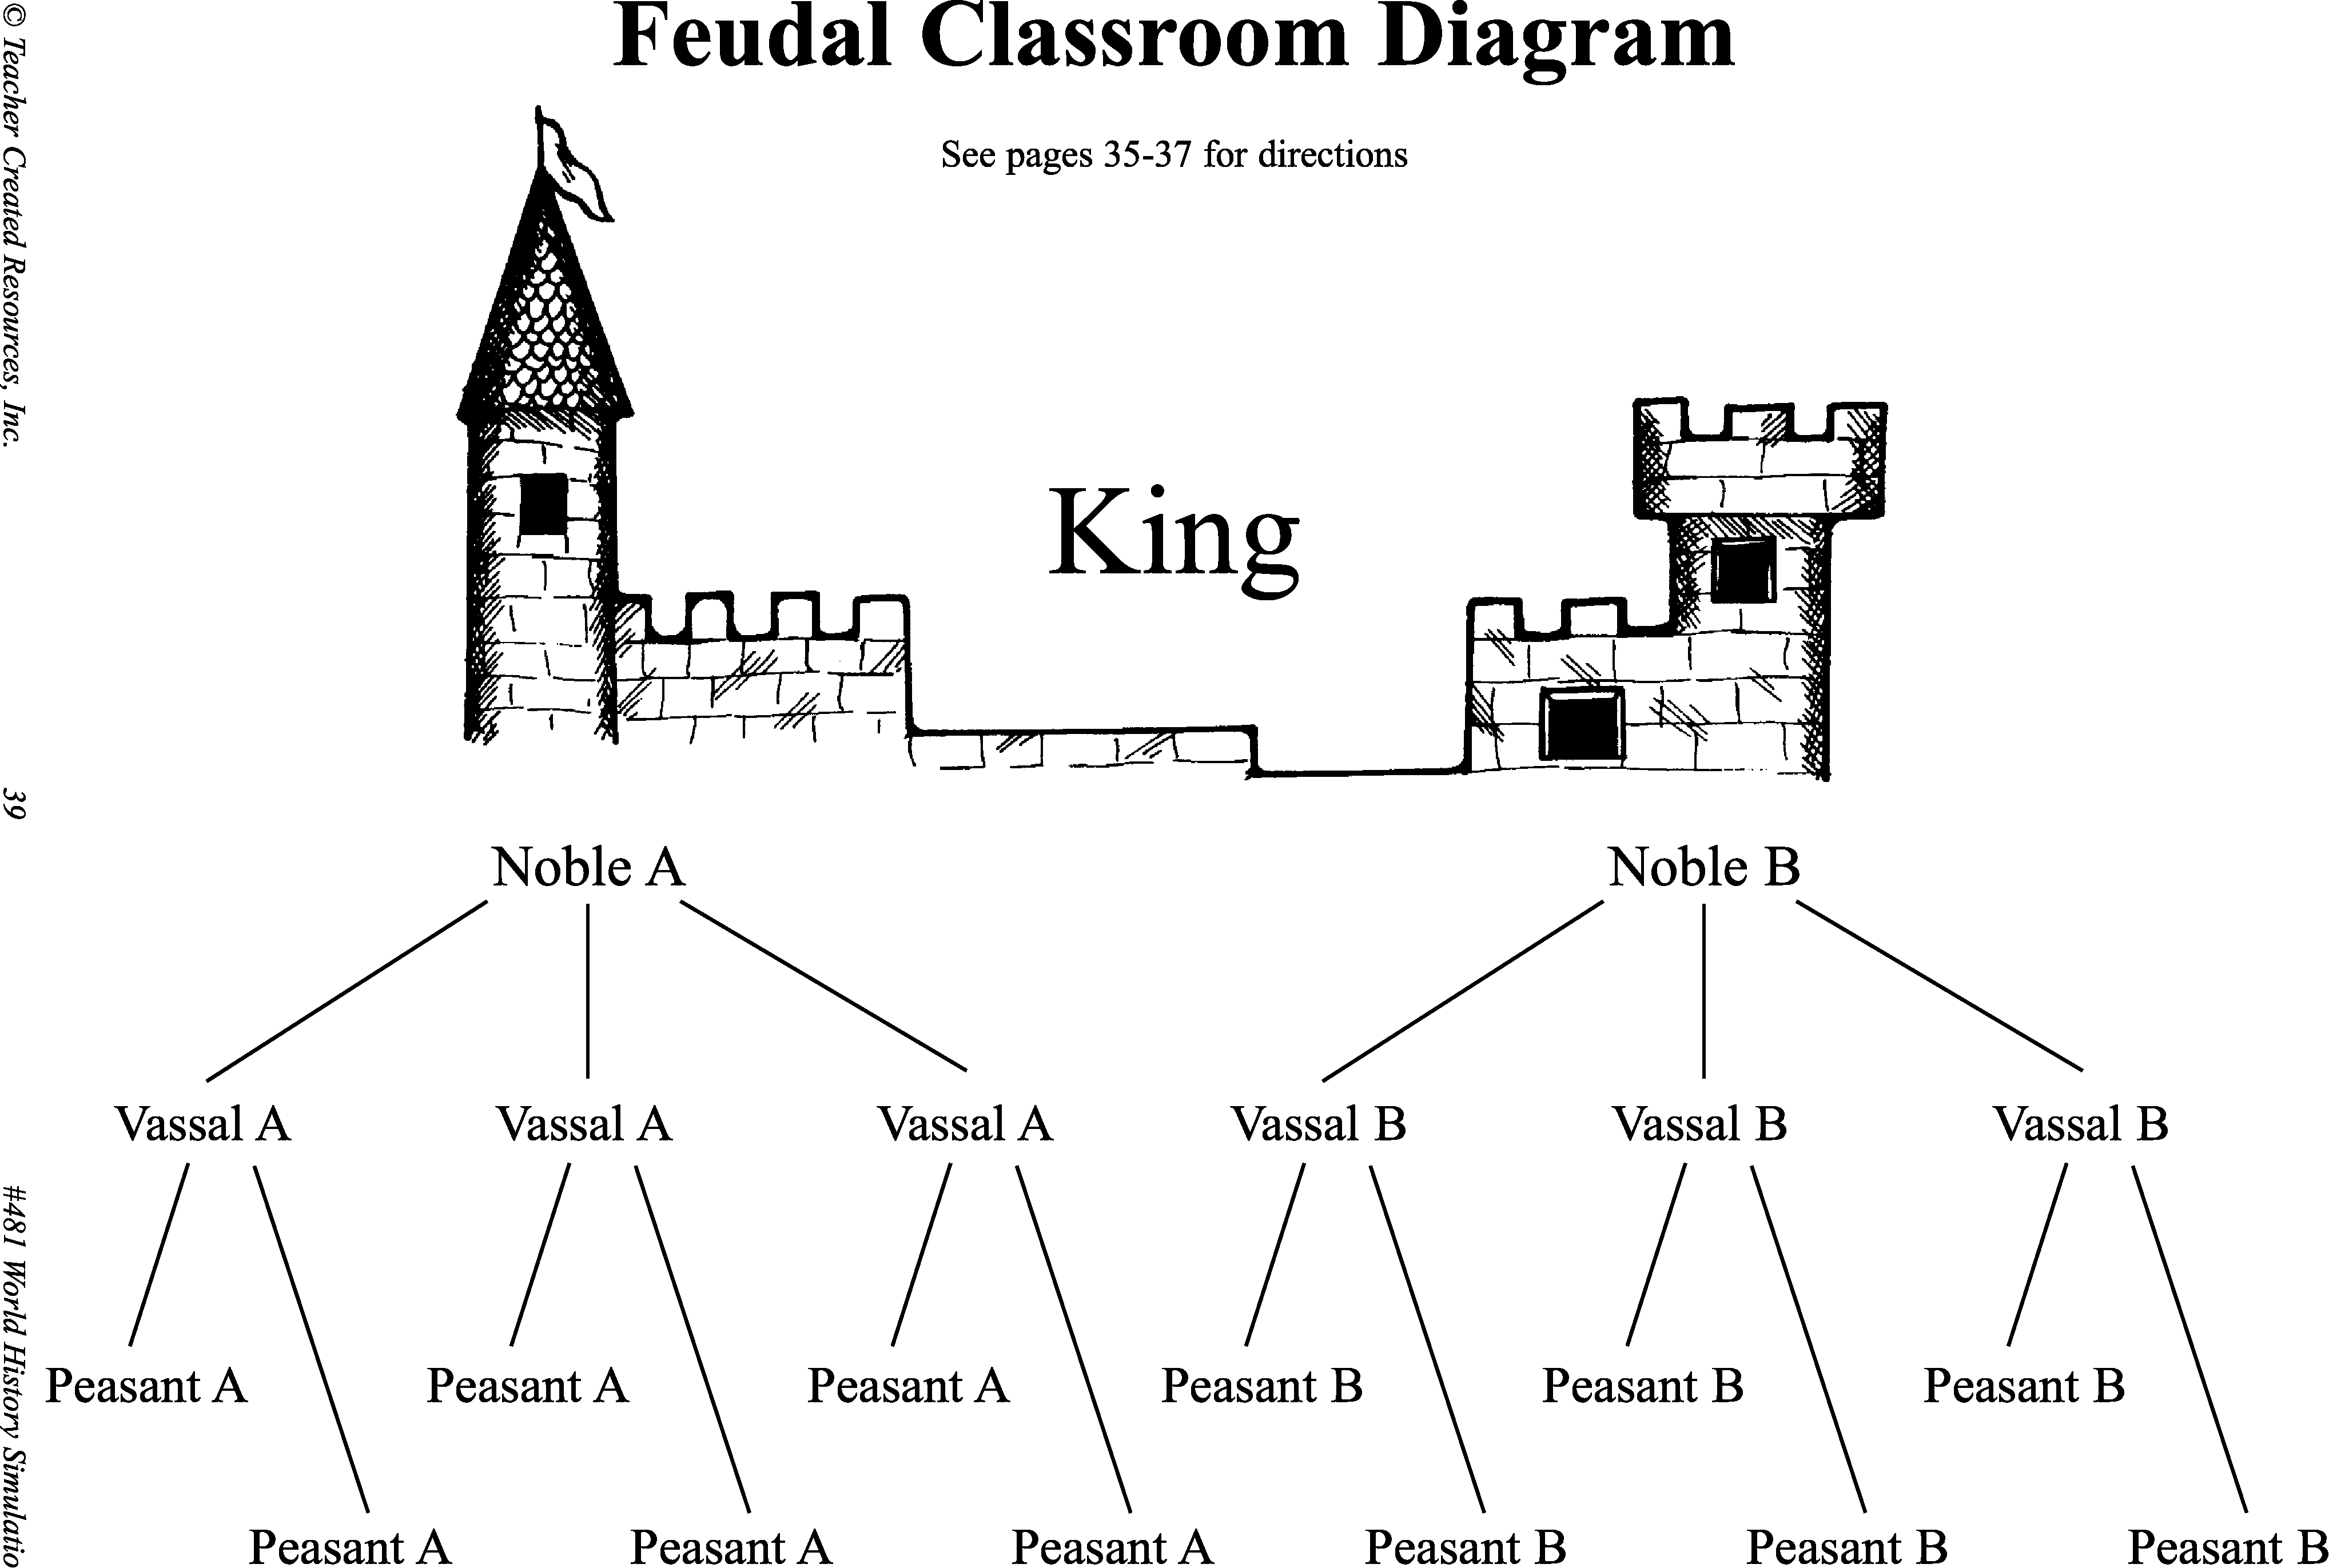 Feudal Classroom Diagram
See pages 35-37 for directions
King
Noble A Noble B
Vassal A Vassal A Vassal A Vassal B Vassal B Vassal B
Peasant A Peasant A Peasant A Peasant B Peasant B Peasant B
Peasant A Peasant A Peasant A Peasant B Peasant B Peasant B
© Teacher Created Resources, Inc. 39 #481 World History Simulatio